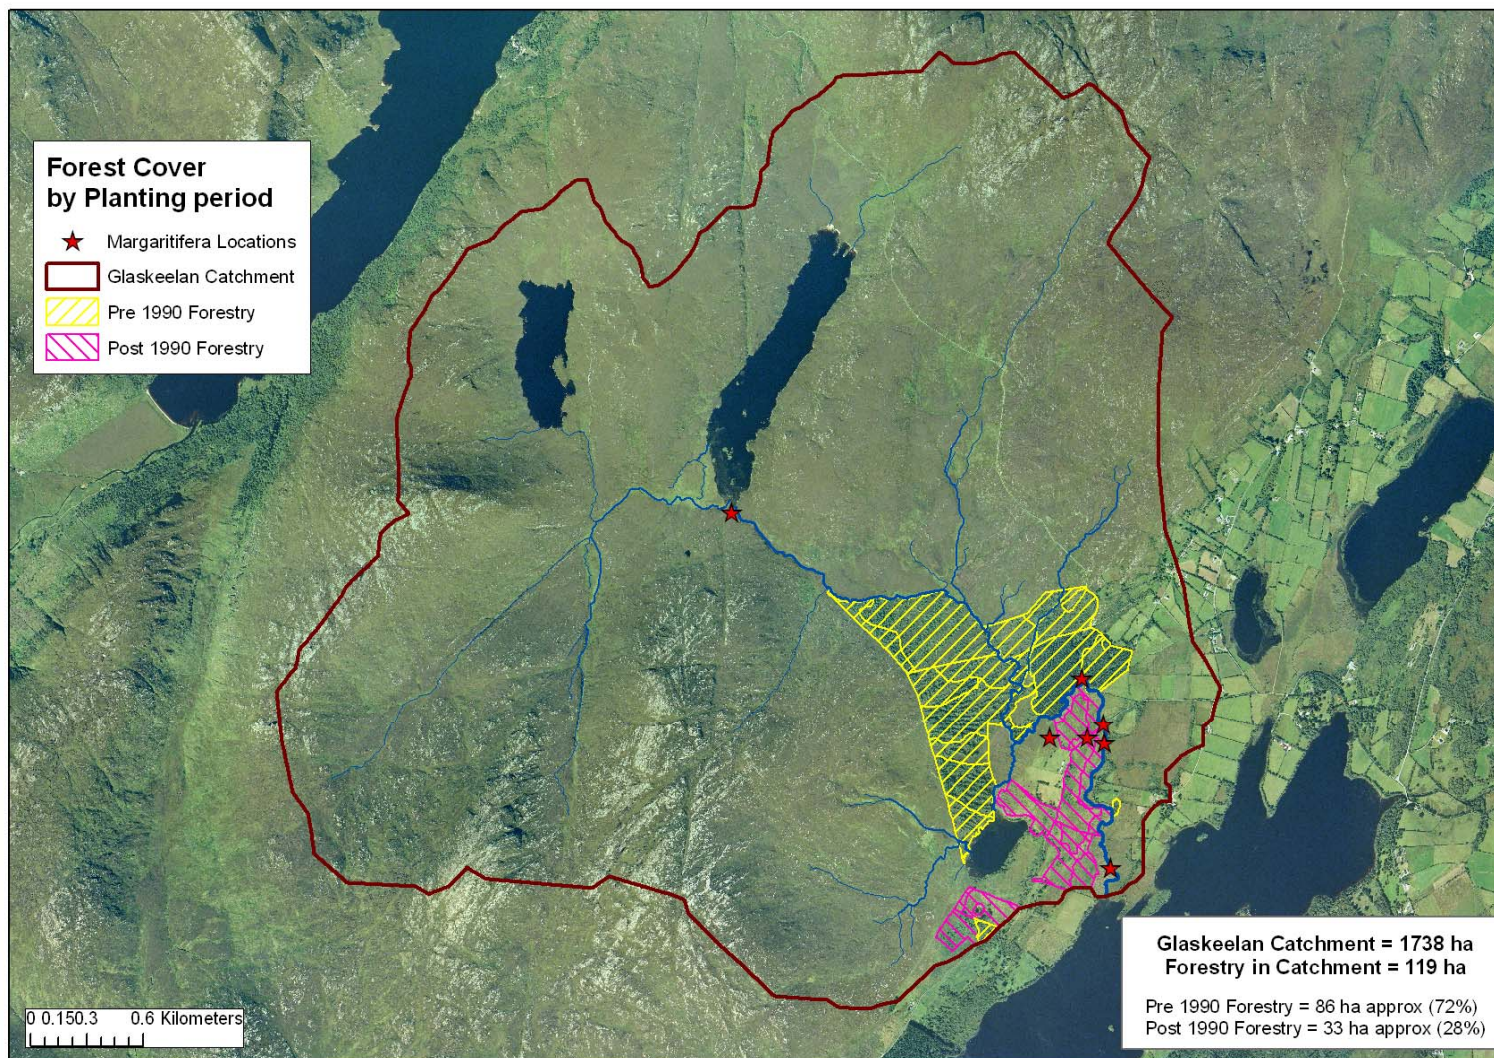 Forest Cover
by Planting period
Margaritifera Locations
Glaskeelan Catchment
Pre 1990 Forestry
Post 1990 Forestry
0 0.150.3 0.6 Kilometers
Glaskeelan Catchment = 1738 ha
Forestry in Catchment = 119 ha
Pre 1990 Forestry = 86 ha approx (72%)
Post 1990 Forestry = 33 ha approx (28%)